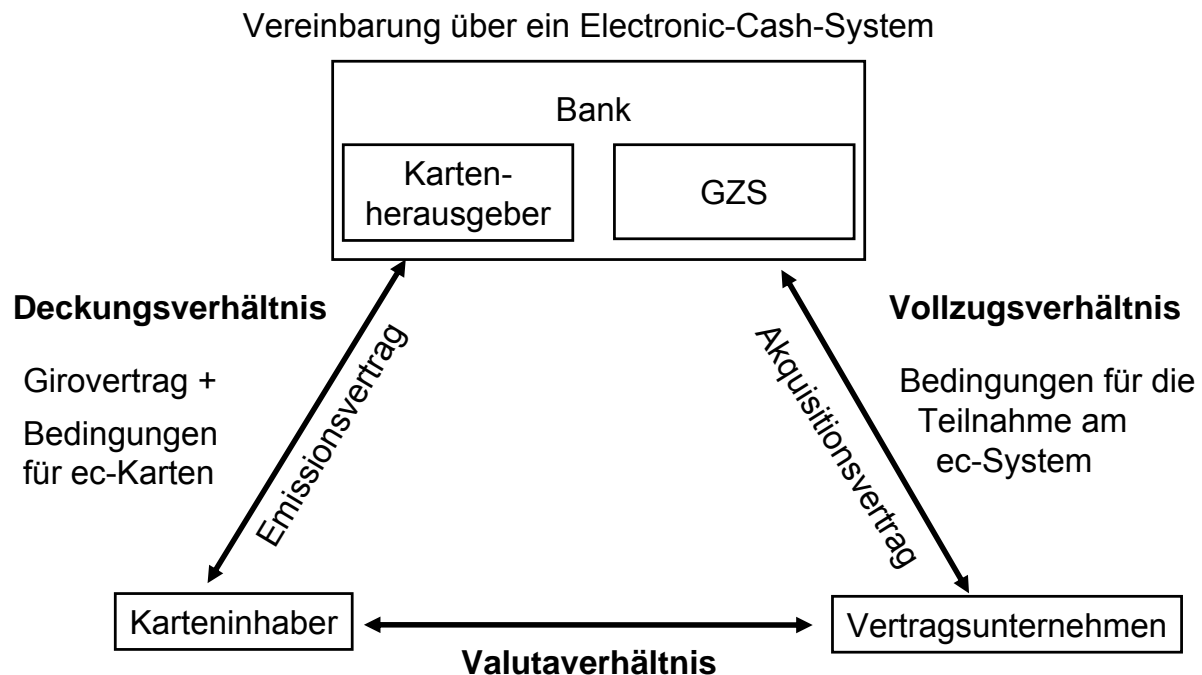 Vereinbarung über ein Electronic-Cash-System
Bank
Karten-
herausgeber
GZS
Deckungsverhältnis
Girovertrag +
Bedingungen
für ec-Karten
Emissionsvertrag
Akquisitionsvertrag
Vollzugsverhältnis
Bedingungen für die
Teilnahme am
ec-System
Karteninhaber
Valutaverhältnis
Vertragsunternehmen